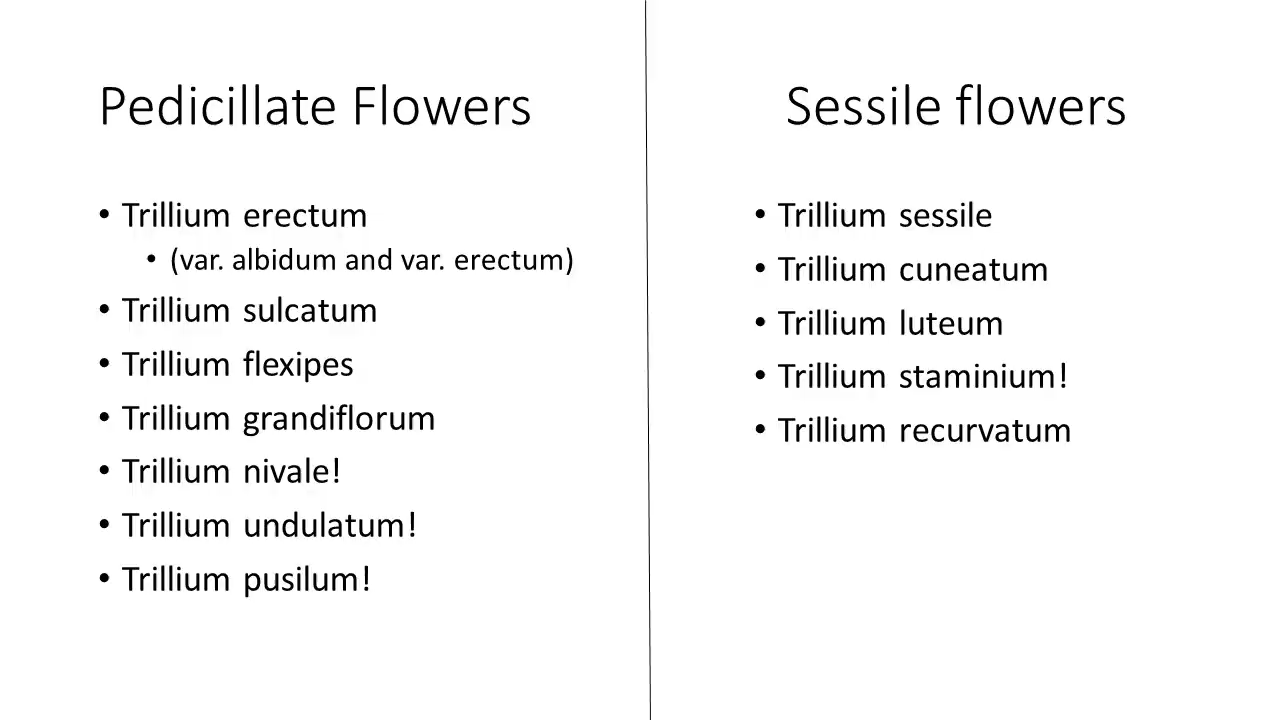 Pedicillate Flowers
• Trillium erectum
• (var. albidum and var. erectum)
• Trillium sulcatum
• Trillium flexipes
• Trillium grandiflorum
• Trillium nivale!
• Trillium undulatum!
• Trillium pusilum!
Sessile flowers
• Trillium sessile
• Trillium cuneatum
• Trillium luteum
• Trillium staminium!
• Trillium recurvatum